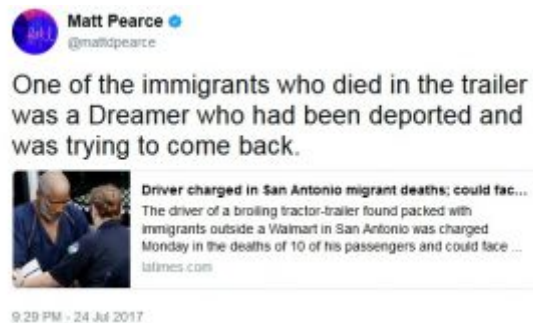 Matt Pearce
@mattdpearce
One of the immigrants who died in the trailer
was a Dreamer who had been deported and
was trying to come back.
Driver charged in San Antonio migrant deaths; could fac...
The driver of a broiling tractor-trailer found packed with
immigrants outside a Walmart in San Antonio was charged
Monday in the deaths of 10 of his passengers and could face ...
latimes.com
9:29 PM - 24 Jul 2017